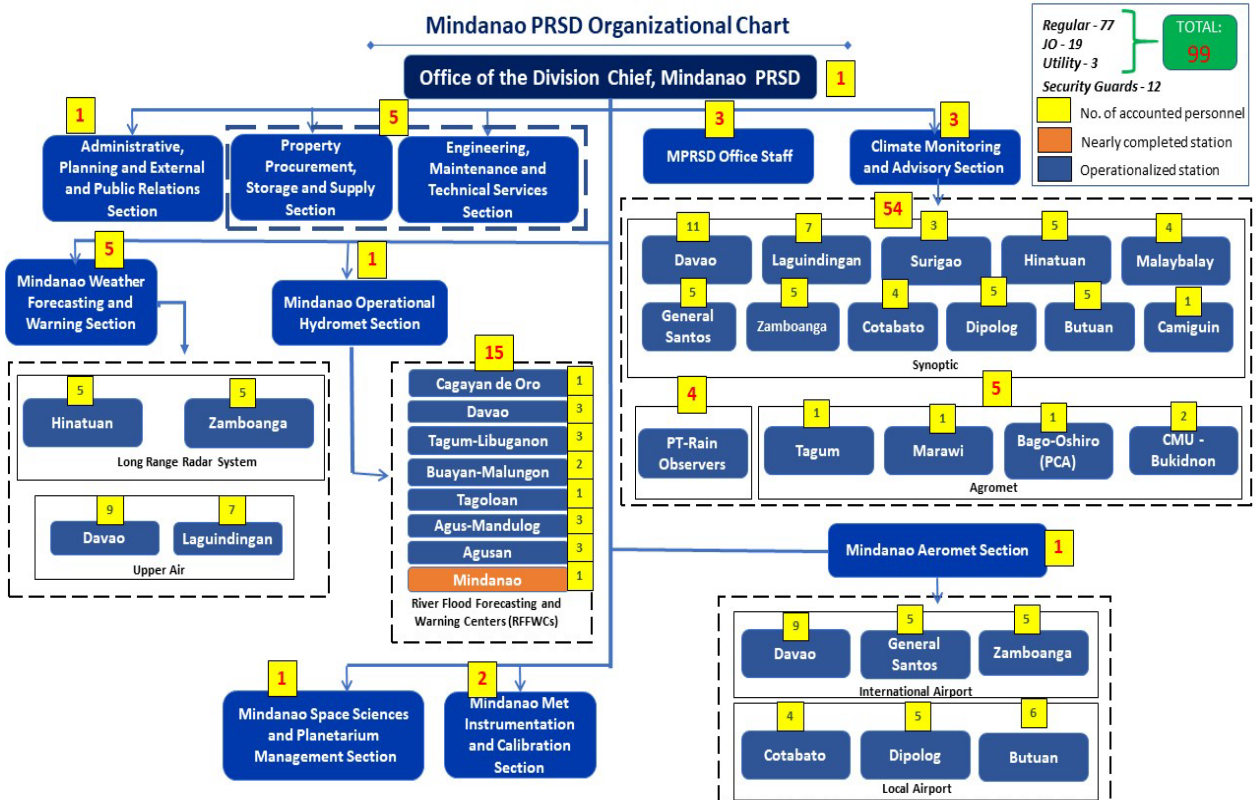 Mindanao PRSD Organizational Chart
Regular - 77
JO - 19
Utility - 3
TOTAL:
99
Security Guards - 12
No. of accounted personnel
Nearly completed station
Operationalized station
Office of the Division Chief, Mindanao PRSD
1
1
Administrative,
Planning and External
and Public Relations
Section
5
Property
Procurement,
Storage and Supply
Section
Engineering,
Maintenance and
Technical Services
Section
3
MPRSD Office Staff
3
Climate Monitoring
and Advisory Section
54
11
Davao
7
Laguindingan
3
Surigao
5
Hinatuan
4
Malaybalay
5
General
Santos
5
Zamboanga
4
Cotabato
5
Dipolog
5
Butuan
1
Camiguin
Synoptic
4
PT-Rain
Observers
5
1
Tagum
1
Marawi
1
Bago-Oshiro
(PCA)
2
CMU -
Bukidnon
Agromet
5
Mindanao Weather
Forecasting and
Warning Section
5
Hinatuan
5
Zamboanga
Long Range Radar System
9
Davao
7
Laguindingan
Upper Air
1
Mindanao Operational
Hydromet Section
15
Cagayan de Oro 1
Davao 3
Tagum-Libuganon 3
Buayan-Malungon 2
Tagoloan 1
Agus-Mandulog 3
Agusan 3
Mindanao 1
River Flood Forecasting and
Warning Centers (RFFWCs)
Mindanao Aeromet Section
1
9
Davao
5
General
Santos
5
Zamboanga
International Airport
4
Cotabato
5
Dipolog
6
Butuan
Local Airport
1
Mindanao Space Sciences
and Planetarium
Management Section
2
Mindanao Met
Instrumentation
and Calibration
Section